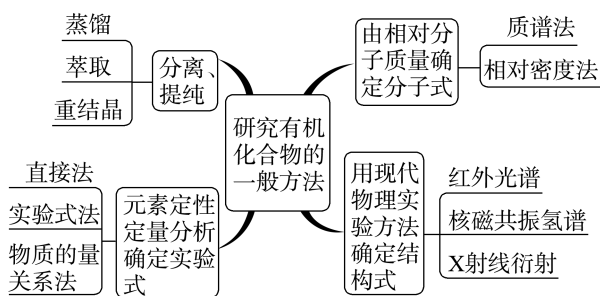 蒸馏
萃取
重结晶
分离、
提纯
由相对分
子质量确
定分子式
质谱法
相对密度法
研究有机
化合物的
一般方法
直接法
实验式法
物质的量
关系法
元素定性
定量分析
确定实验
式
用现代
物理实
验方法
确定结
构式
红外光谱
核磁共振氢谱
X射线衍射